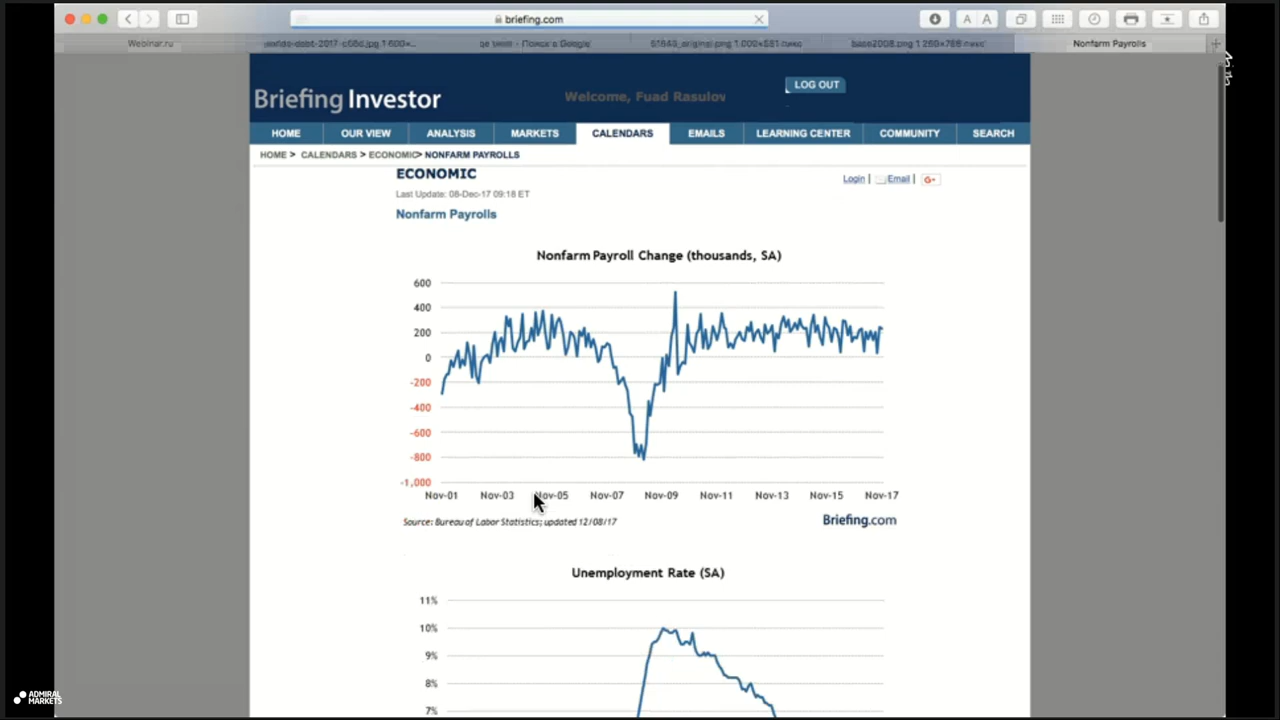 briefing.com
A A
Webinar.ru
Nonfarm Payrolls
Briefing Investor
Welcome, Fuad Rasulov
LOG OUT
HOME OUR VIEW ANALYSIS MARKETS CALENDARS EMAILS LEARNING CENTER COMMUNITY SEARCH
HOME > CALENDARS > ECONOMIC> NONFARM PAYROLLS
ECONOMIC
Login | Email | G+
Last Update: 08-Dec-17 09:18 ET
Nonfarm Payrolls
Nonfarm Payroll Change (thousands, SA)
600
400
200
0
-200
-400
-600
-800
-1,000
Nov-01 Nov-03 Nov-05 Nov-07 Nov-09 Nov-11 Nov-13 Nov-15 Nov-17
Source: Bureau of Labor Statistics; updated 12/08/17
Briefing.com
Unemployment Rate (SA)
11%
10%
9%
8%
7%
ADMIRAL
MARKETS